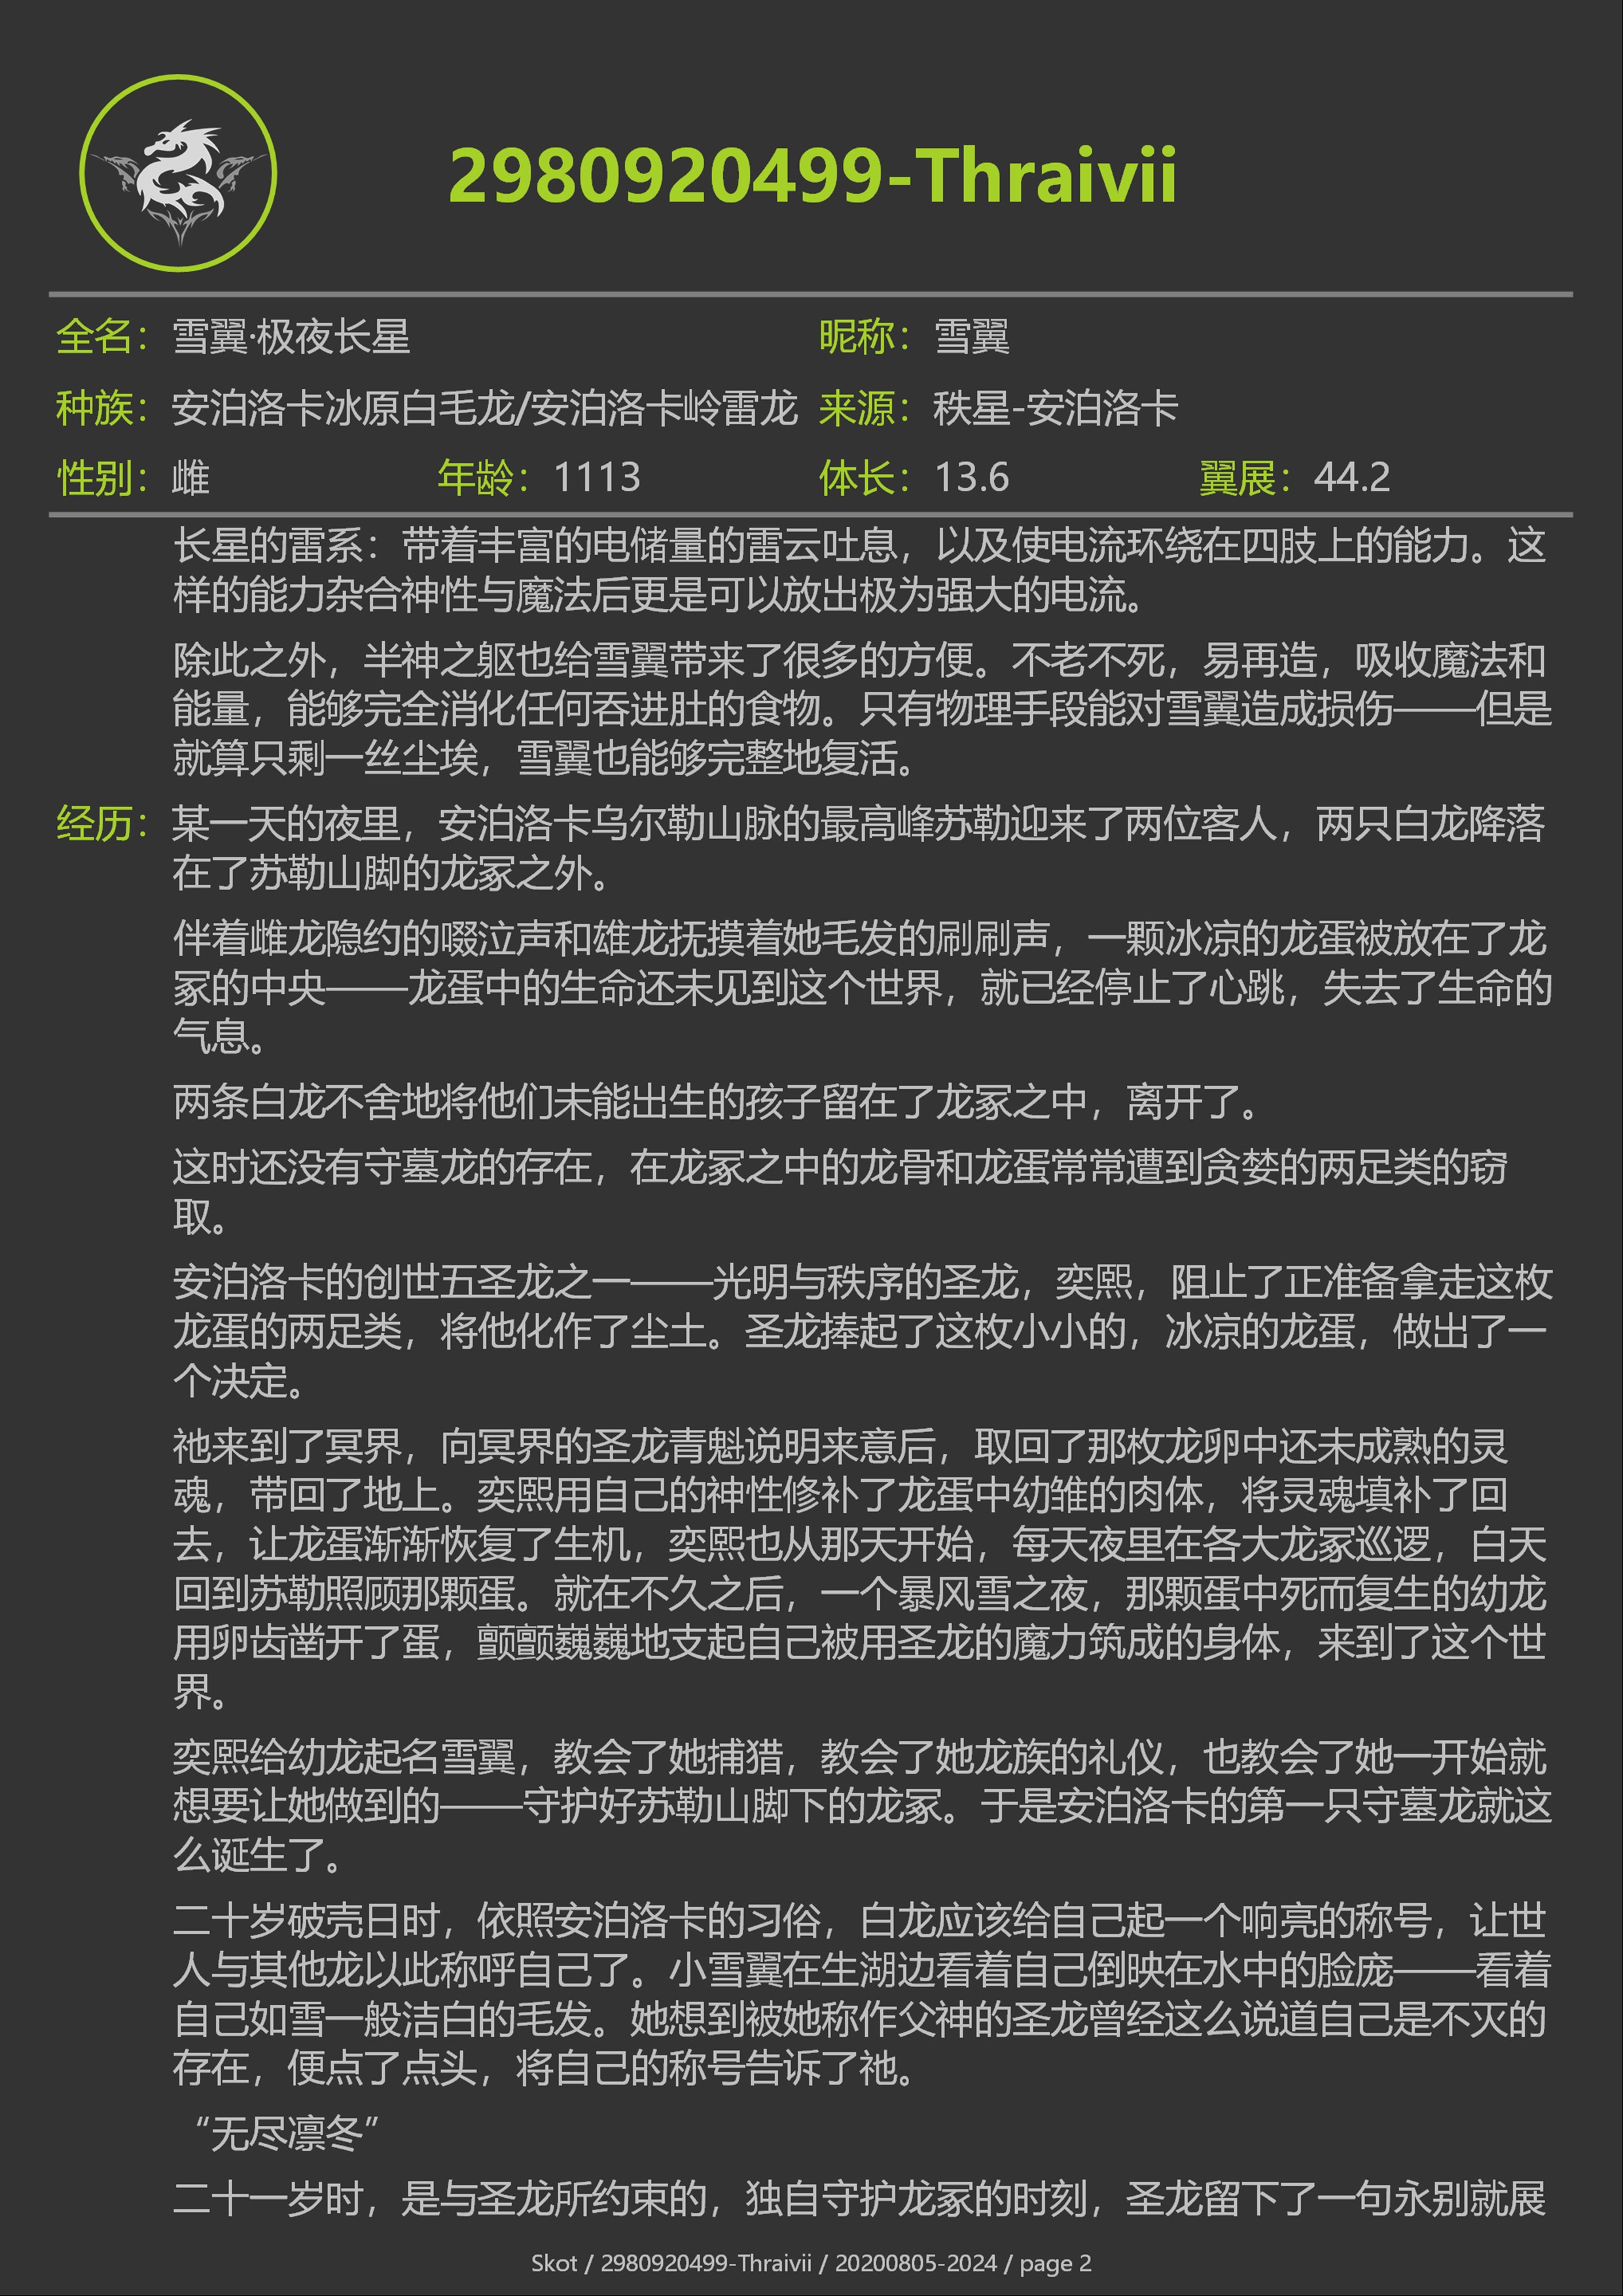 2980920499-Thraivii
全名：雪翼·极夜长星 昵称：雪翼
种族：安泊洛卡冰原白毛龙/安泊洛卡岭雷龙 来源：秩星-安泊洛卡
性别：雌 年龄：1113 体长：13.6 翼展：44.2
长星的雷系：带着丰富的电储量的雷云吐息，以及使电流环绕在四肢上的能力。这
样的能力杂合神性与魔法后更是可以放出极为强大的电流。
除此之外，半神之躯也给雪翼带来了很多的方便。不老不死，易再造，吸收魔法和
能量，能够完全消化任何吞进肚的食物。只有物理手段能对雪翼造成损伤——但是
就算只剩一丝尘埃，雪翼也能够完整地复活。
经历：某一天的夜里，安泊洛卡乌尔勒山脉的最高峰苏勒迎来了两位客人，两只白龙降落
在了苏勒山脚的龙冢之外。
伴着雌龙隐约的啜泣声和雄龙抚摸着她毛发的刷刷声，一颗冰凉的龙蛋被放在了龙
冢的中央——龙蛋中的生命还未见到这个世界，就已经停止了心跳，失去了生命的
气息。
两条白龙不舍地将他们未能出生的孩子留在了龙冢之中，离开了。
这时还没有守墓龙的存在，在龙冢之中的龙骨和龙蛋常常遭到贪婪的两足类的窃
取。
安泊洛卡的创世五圣龙之一——光明与秩序的圣龙，奕熙，阻止了正准备拿走这枚
龙蛋的两足类，将他化作了尘土。圣龙捧起了这枚小小的，冰凉的龙蛋，做出了一
个决定。
祂来到了冥界，向冥界的圣龙青魁说明来意后，取回了那枚龙卵中还未成熟的灵
魂，带回了地上。奕熙用自己的神性修补了龙蛋中幼雏的肉体，将灵魂填补了回
去，让龙蛋渐渐恢复了生机，奕熙也从那天开始，每天夜里在各大龙冢巡逻，白天
回到苏勒照顾那颗蛋。就在不久之后，一个暴风雪之夜，那颗蛋中死而复生的幼龙
用卵齿凿开了蛋，颤颤巍巍地支起自己被用圣龙的魔力筑成的身体，来到了这个世
界。
奕熙给幼龙起名雪翼，教会了她捕猎，教会了她龙族的礼仪，也教会了她一开始就
想要让她做到的——守护好苏勒山脚下的龙冢。于是安泊洛卡的第一只守墓龙就这
么诞生了。
二十岁破壳日时，依照安泊洛卡的习俗，白龙应该给自己起一个响亮的称号，让世
人与其他龙以此称呼自己了。小雪翼在生湖边看着自己倒映在水中的脸庞——看着
自己如雪一般洁白的毛发。她想到被她称作父神的圣龙曾经这么说道自己是不灭的
存在，便点了点头，将自己的称号告诉了祂。
“无尽凛冬”
二十一岁时，是与圣龙所约束的，独自守护龙冢的时刻，圣龙留下了一句永别就展
Skot / 2980920499-Thraivii / 20200805-2024 / page 2